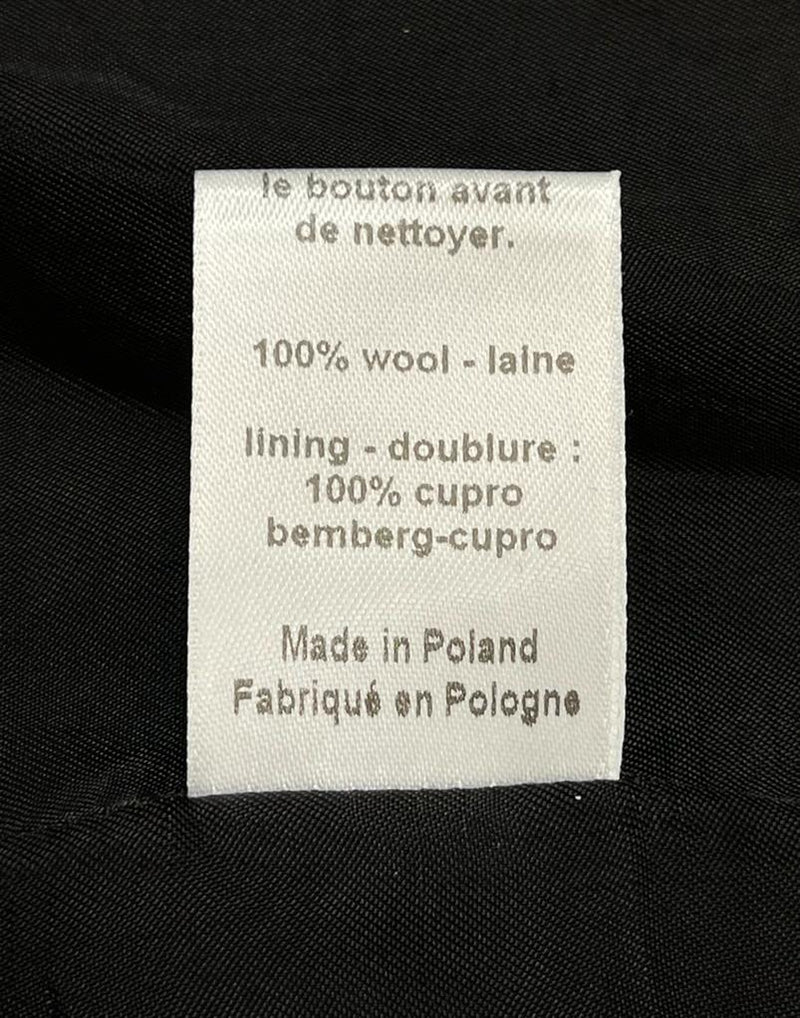 le bouton avant
de nettoyer.
100% wool - laine
lining - doublure :
100% cupro
bemberg-cupro
Made in Poland
Fabriqué en Pologne